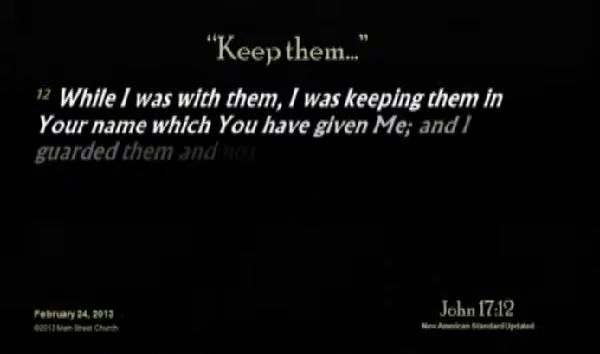 “Keep them...”
12 While I was with them, I was keeping them in
Your name which You have given Me; and I
guarded them and not
February 24, 2013
©2013 Main Street Church
John 17:12
New American Standard Updated